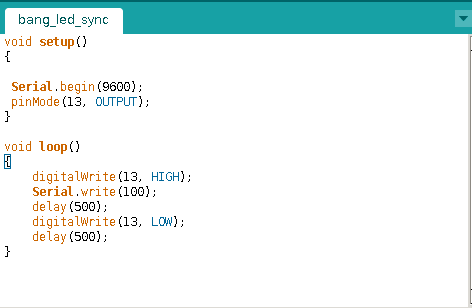 bang_led_sync
void setup()
{
Serial.begin(9600);
pinMode(13, OUTPUT);
}
void loop()
{
digitalWrite(13, HIGH);
Serial.write(100);
delay(500);
digitalWrite(13, LOW);
delay(500);
}